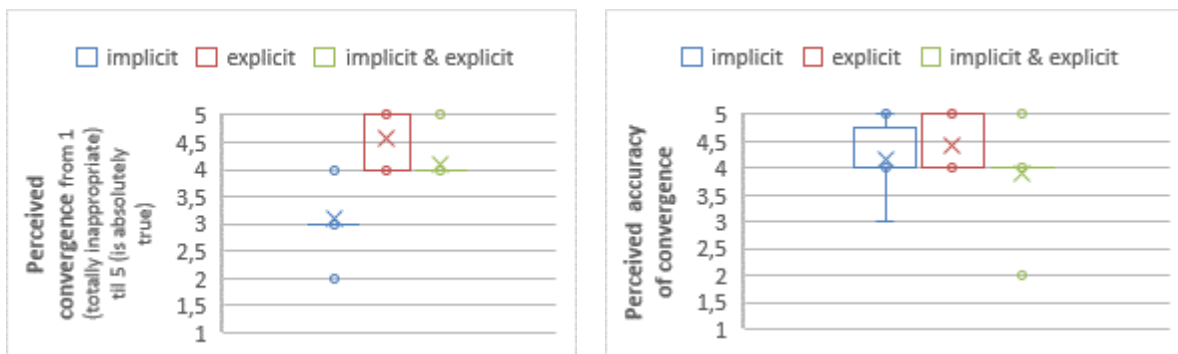 implicit explicit implicit & explicit
Perceived
convergence from 1
(totally inappropriate)
til 5 (is absolutely
true)
5
4,5
4
3,5
3
2,5
2
1,5
1
implicit explicit implicit & explicit
Perceived accuracy
of convergence
5
4,5
4
3,5
3
2,5
2
1,5
1